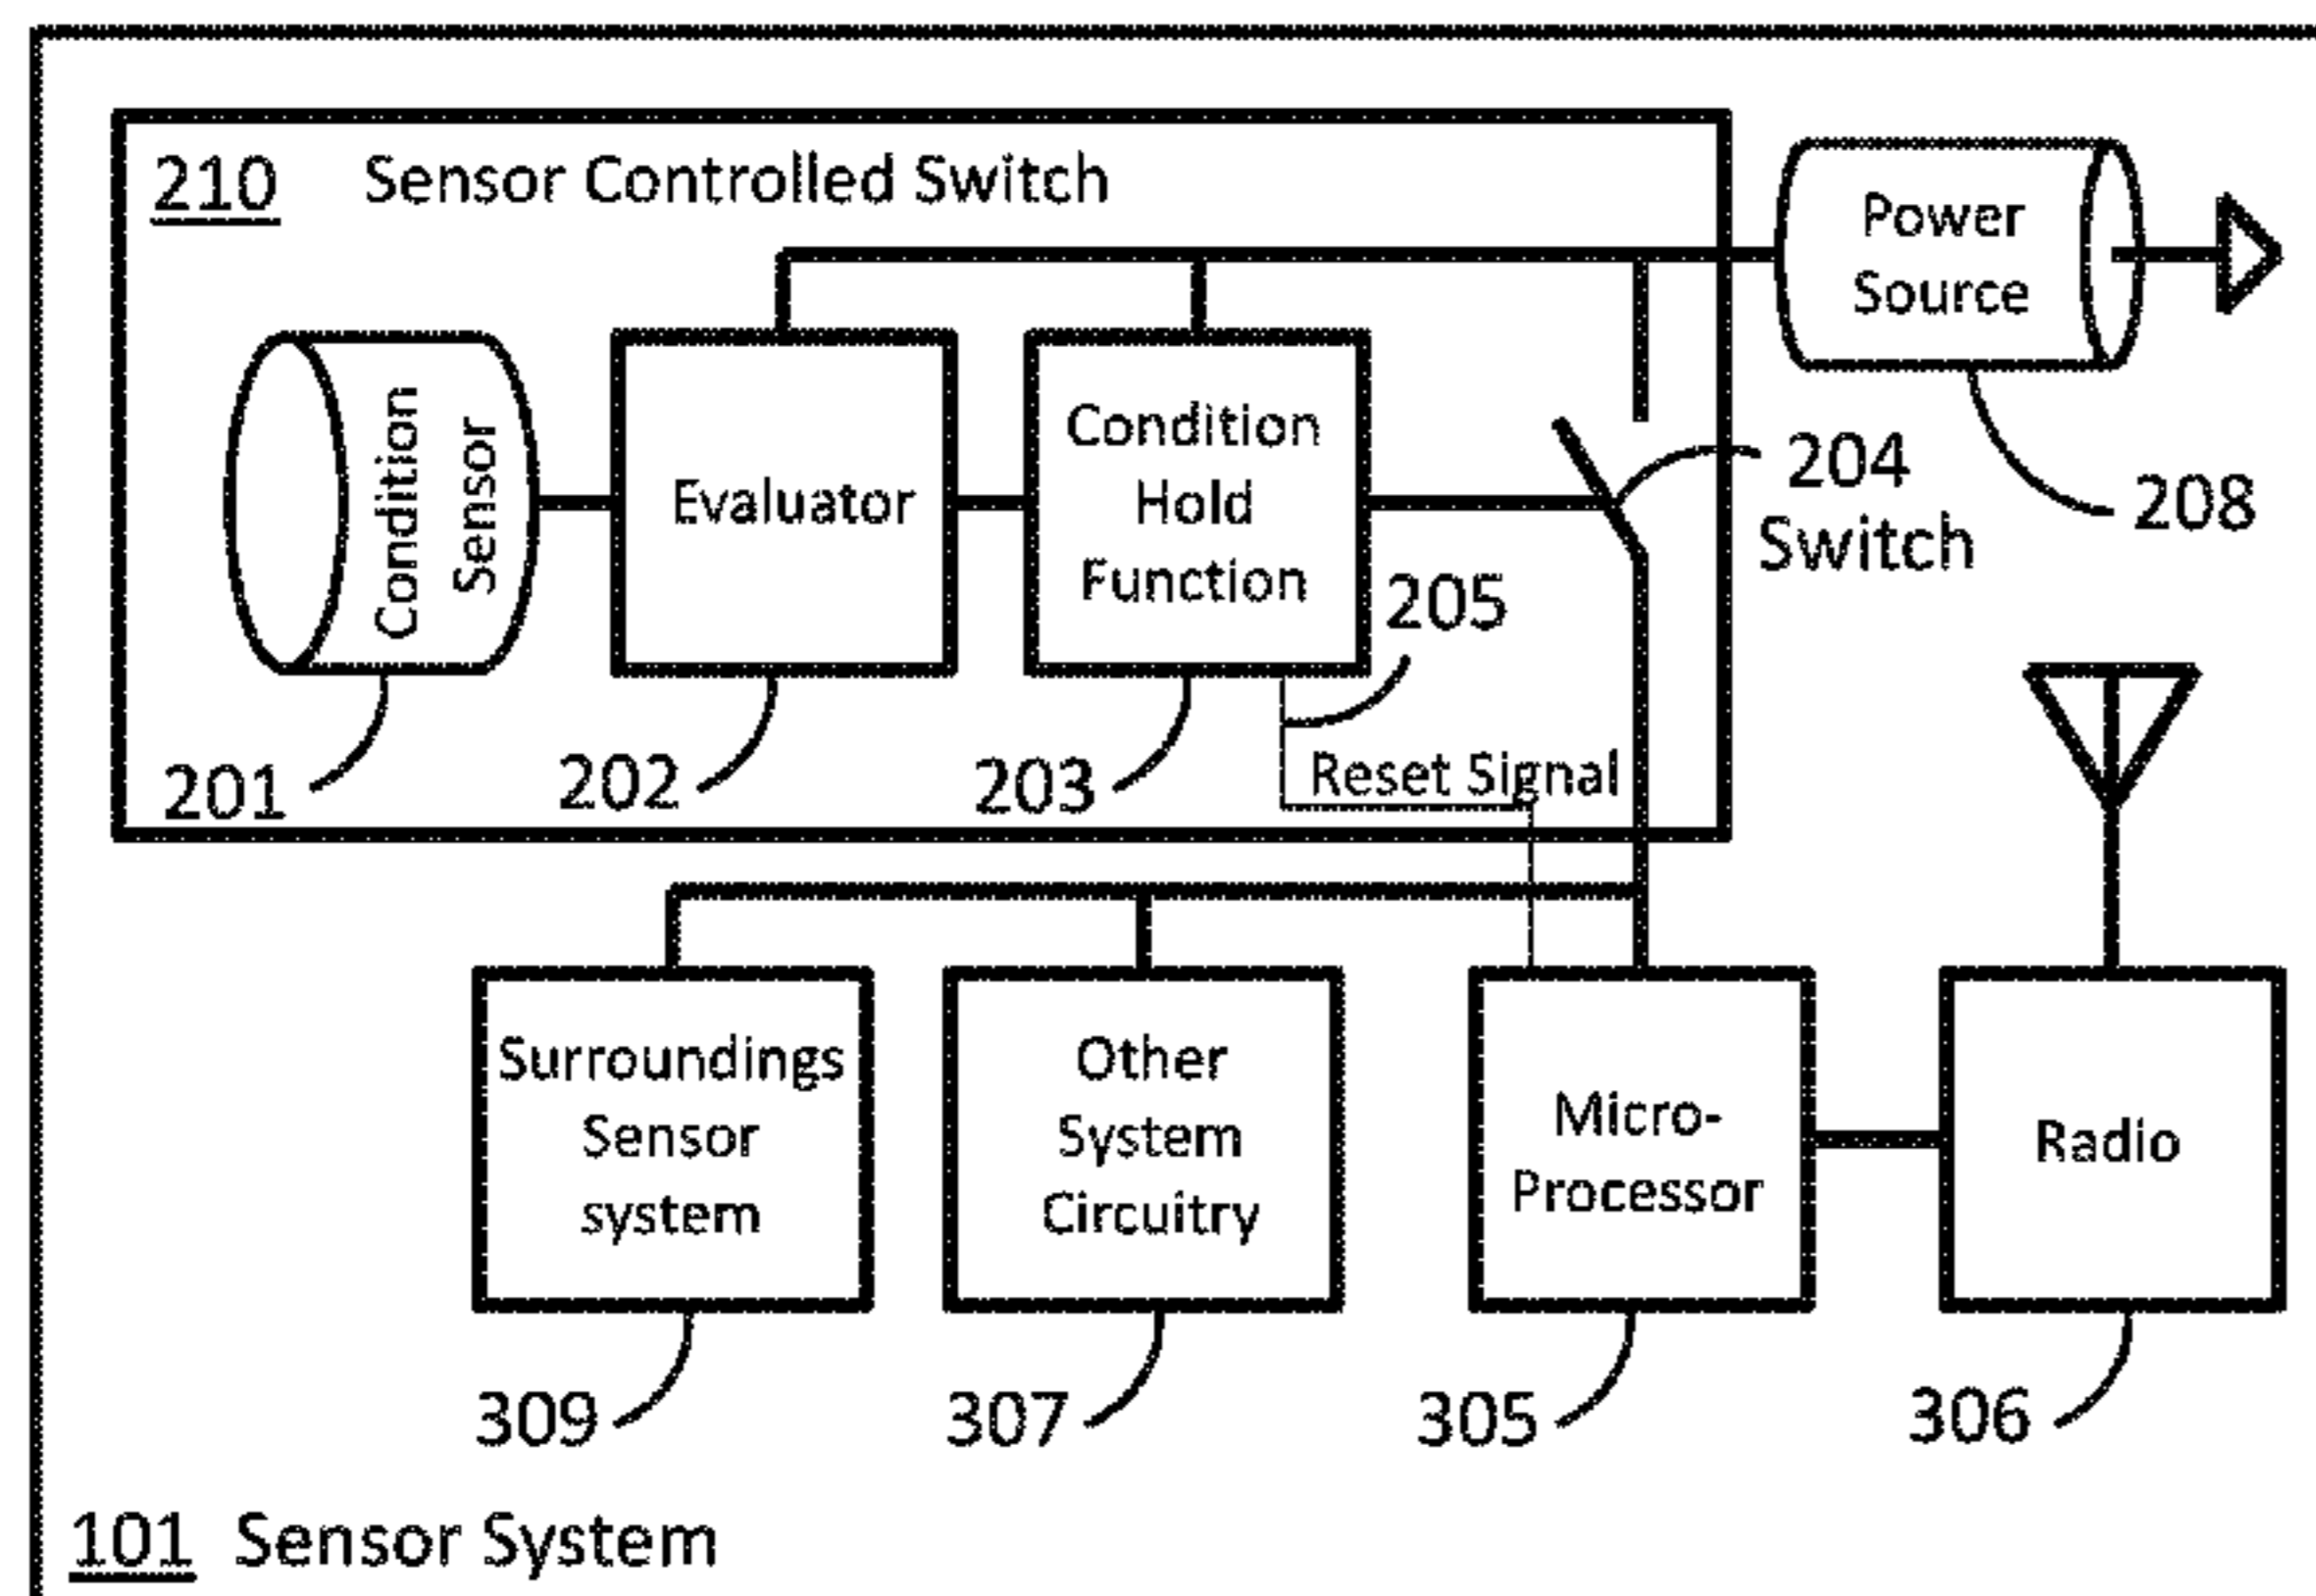 210 Sensor Controlled Switch
Power
Source
208
Condition
Sensor
201
Evaluator
202
Condition
Hold
Function
203
204
Switch
205
Reset Signal
Surroundings
Sensor
system
309
Other
System
Circuitry
307
Micro-
Processor
305
Radio
306
101 Sensor System